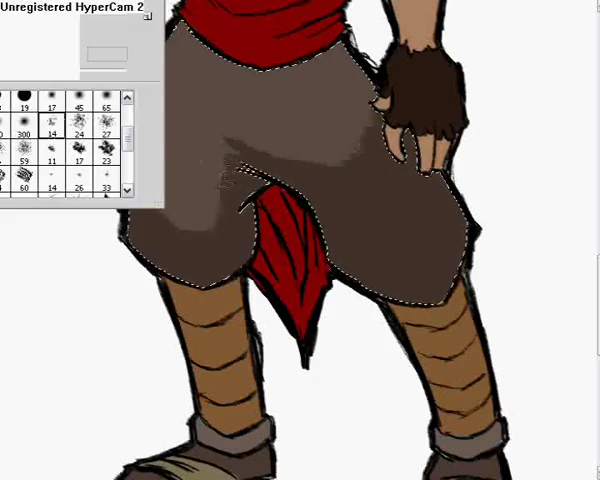 Unregistered HyperCam 2
19 17 45 65
300 14 24 27
59 11 17 23
60 14 26 33